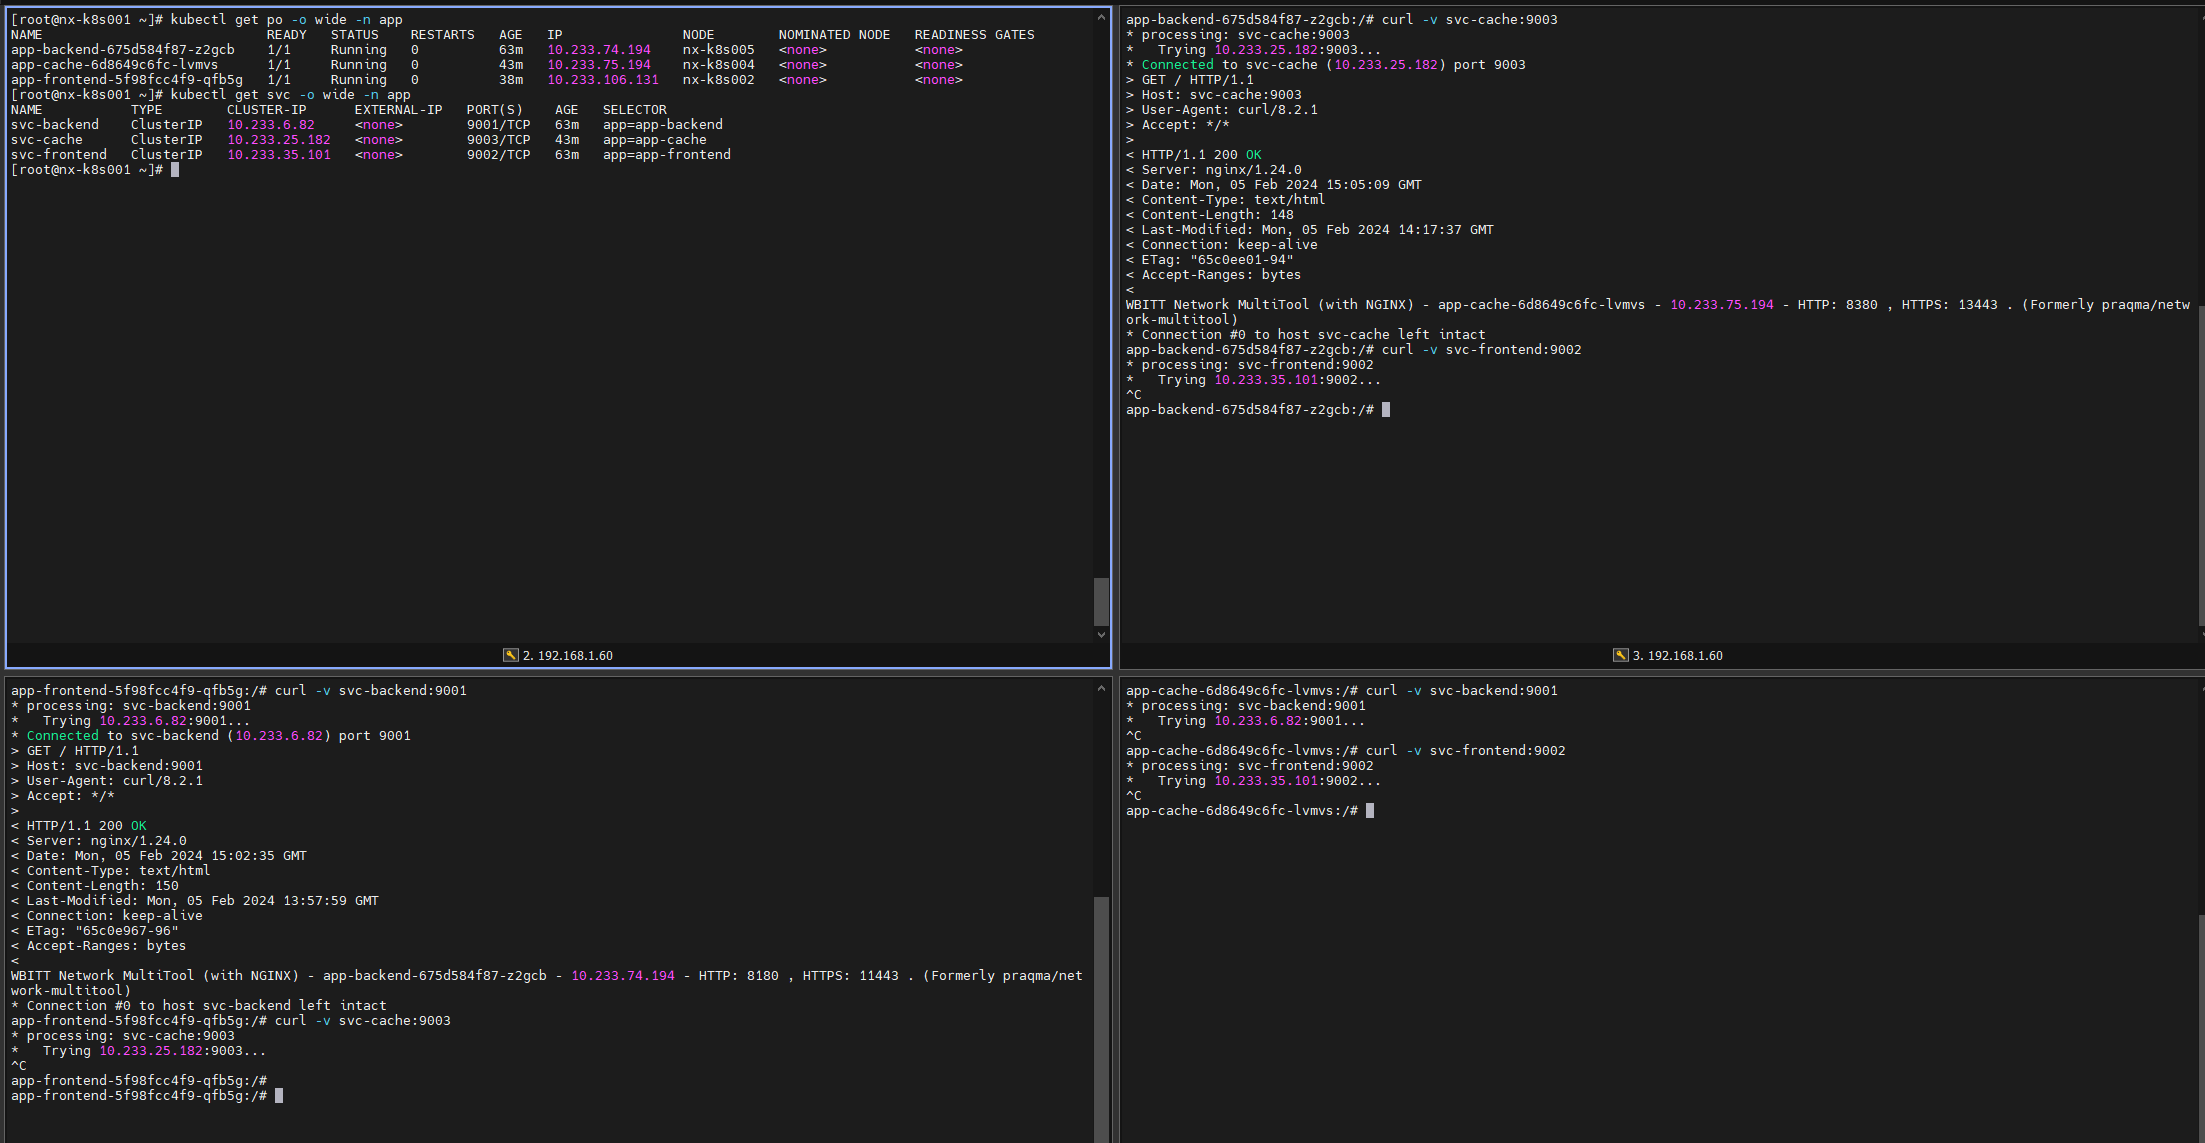 [root@nx-k8s001 ~]# kubectl get po -o wide -n app
NAME                            READY   STATUS    RESTARTS   AGE   IP               NODE        NOMINATED NODE   READINESS GATES
app-backend-675d584f87-z2gcb    1/1     Running   0          63m   10.233.74.194    nx-k8s005   <none>           <none>
app-cache-6d8649c6fc-lvmvs      1/1     Running   0          43m   10.233.75.194    nx-k8s004   <none>           <none>
app-frontend-5f98fcc4f9-qfb5g   1/1     Running   0          38m   10.233.106.131   nx-k8s002   <none>           <none>
[root@nx-k8s001 ~]# kubectl get svc -o wide -n app
NAME           TYPE        CLUSTER-IP      EXTERNAL-IP   PORT(S)    AGE   SELECTOR
svc-backend    ClusterIP   10.233.6.82     <none>        9001/TCP   63m   app=app-backend
svc-cache      ClusterIP   10.233.25.182   <none>        9003/TCP   43m   app=app-cache
svc-frontend   ClusterIP   10.233.35.101   <none>        9002/TCP   63m   app=app-frontend
[root@nx-k8s001 ~]#
2. 192.168.1.60
app-backend-675d584f87-z2gcb:/# curl -v svc-cache:9003
* processing: svc-cache:9003
*   Trying 10.233.25.182:9003...
* Connected to svc-cache (10.233.25.182) port 9003
> GET / HTTP/1.1
> Host: svc-cache:9003
> User-Agent: curl/8.2.1
> Accept: */*
>
< HTTP/1.1 200 OK
< Server: nginx/1.24.0
< Date: Mon, 05 Feb 2024 15:05:09 GMT
< Content-Type: text/html
< Content-Length: 148
< Last-Modified: Mon, 05 Feb 2024 14:17:37 GMT
< Connection: keep-alive
< ETag: "65c0ee01-94"
< Accept-Ranges: bytes
<
WBITT Network MultiTool (with NGINX) - app-cache-6d8649c6fc-lvmvs - 10.233.75.194 - HTTP: 8380 , HTTPS: 13443 . (Formerly praqma/netw
ork-multitool)
* Connection #0 to host svc-cache left intact
app-backend-675d584f87-z2gcb:/# curl -v svc-frontend:9002
* processing: svc-frontend:9002
*   Trying 10.233.35.101:9002...
^C
app-backend-675d584f87-z2gcb:/#
3. 192.168.1.60
app-frontend-5f98fcc4f9-qfb5g:/# curl -v svc-backend:9001
* processing: svc-backend:9001
*   Trying 10.233.6.82:9001...
* Connected to svc-backend (10.233.6.82) port 9001
> GET / HTTP/1.1
> Host: svc-backend:9001
> User-Agent: curl/8.2.1
> Accept: */*
>
< HTTP/1.1 200 OK
< Server: nginx/1.24.0
< Date: Mon, 05 Feb 2024 15:02:35 GMT
< Content-Type: text/html
< Content-Length: 150
< Last-Modified: Mon, 05 Feb 2024 13:57:59 GMT
< Connection: keep-alive
< ETag: "65c0e967-96"
< Accept-Ranges: bytes
<
WBITT Network MultiTool (with NGINX) - app-backend-675d584f87-z2gcb - 10.233.74.194 - HTTP: 8180 , HTTPS: 11443 . (Formerly praqma/net
work-multitool)
* Connection #0 to host svc-backend left intact
app-frontend-5f98fcc4f9-qfb5g:/# curl -v svc-cache:9003
* processing: svc-cache:9003
*   Trying 10.233.25.182:9003...
^C
app-frontend-5f98fcc4f9-qfb5g:/#
app-frontend-5f98fcc4f9-qfb5g:/#
app-cache-6d8649c6fc-lvmvs:/# curl -v svc-backend:9001
* processing: svc-backend:9001
*   Trying 10.233.6.82:9001...
^C
app-cache-6d8649c6fc-lvmvs:/# curl -v svc-frontend:9002
* processing: svc-frontend:9002
*   Trying 10.233.35.101:9002...
^C
app-cache-6d8649c6fc-lvmvs:/#